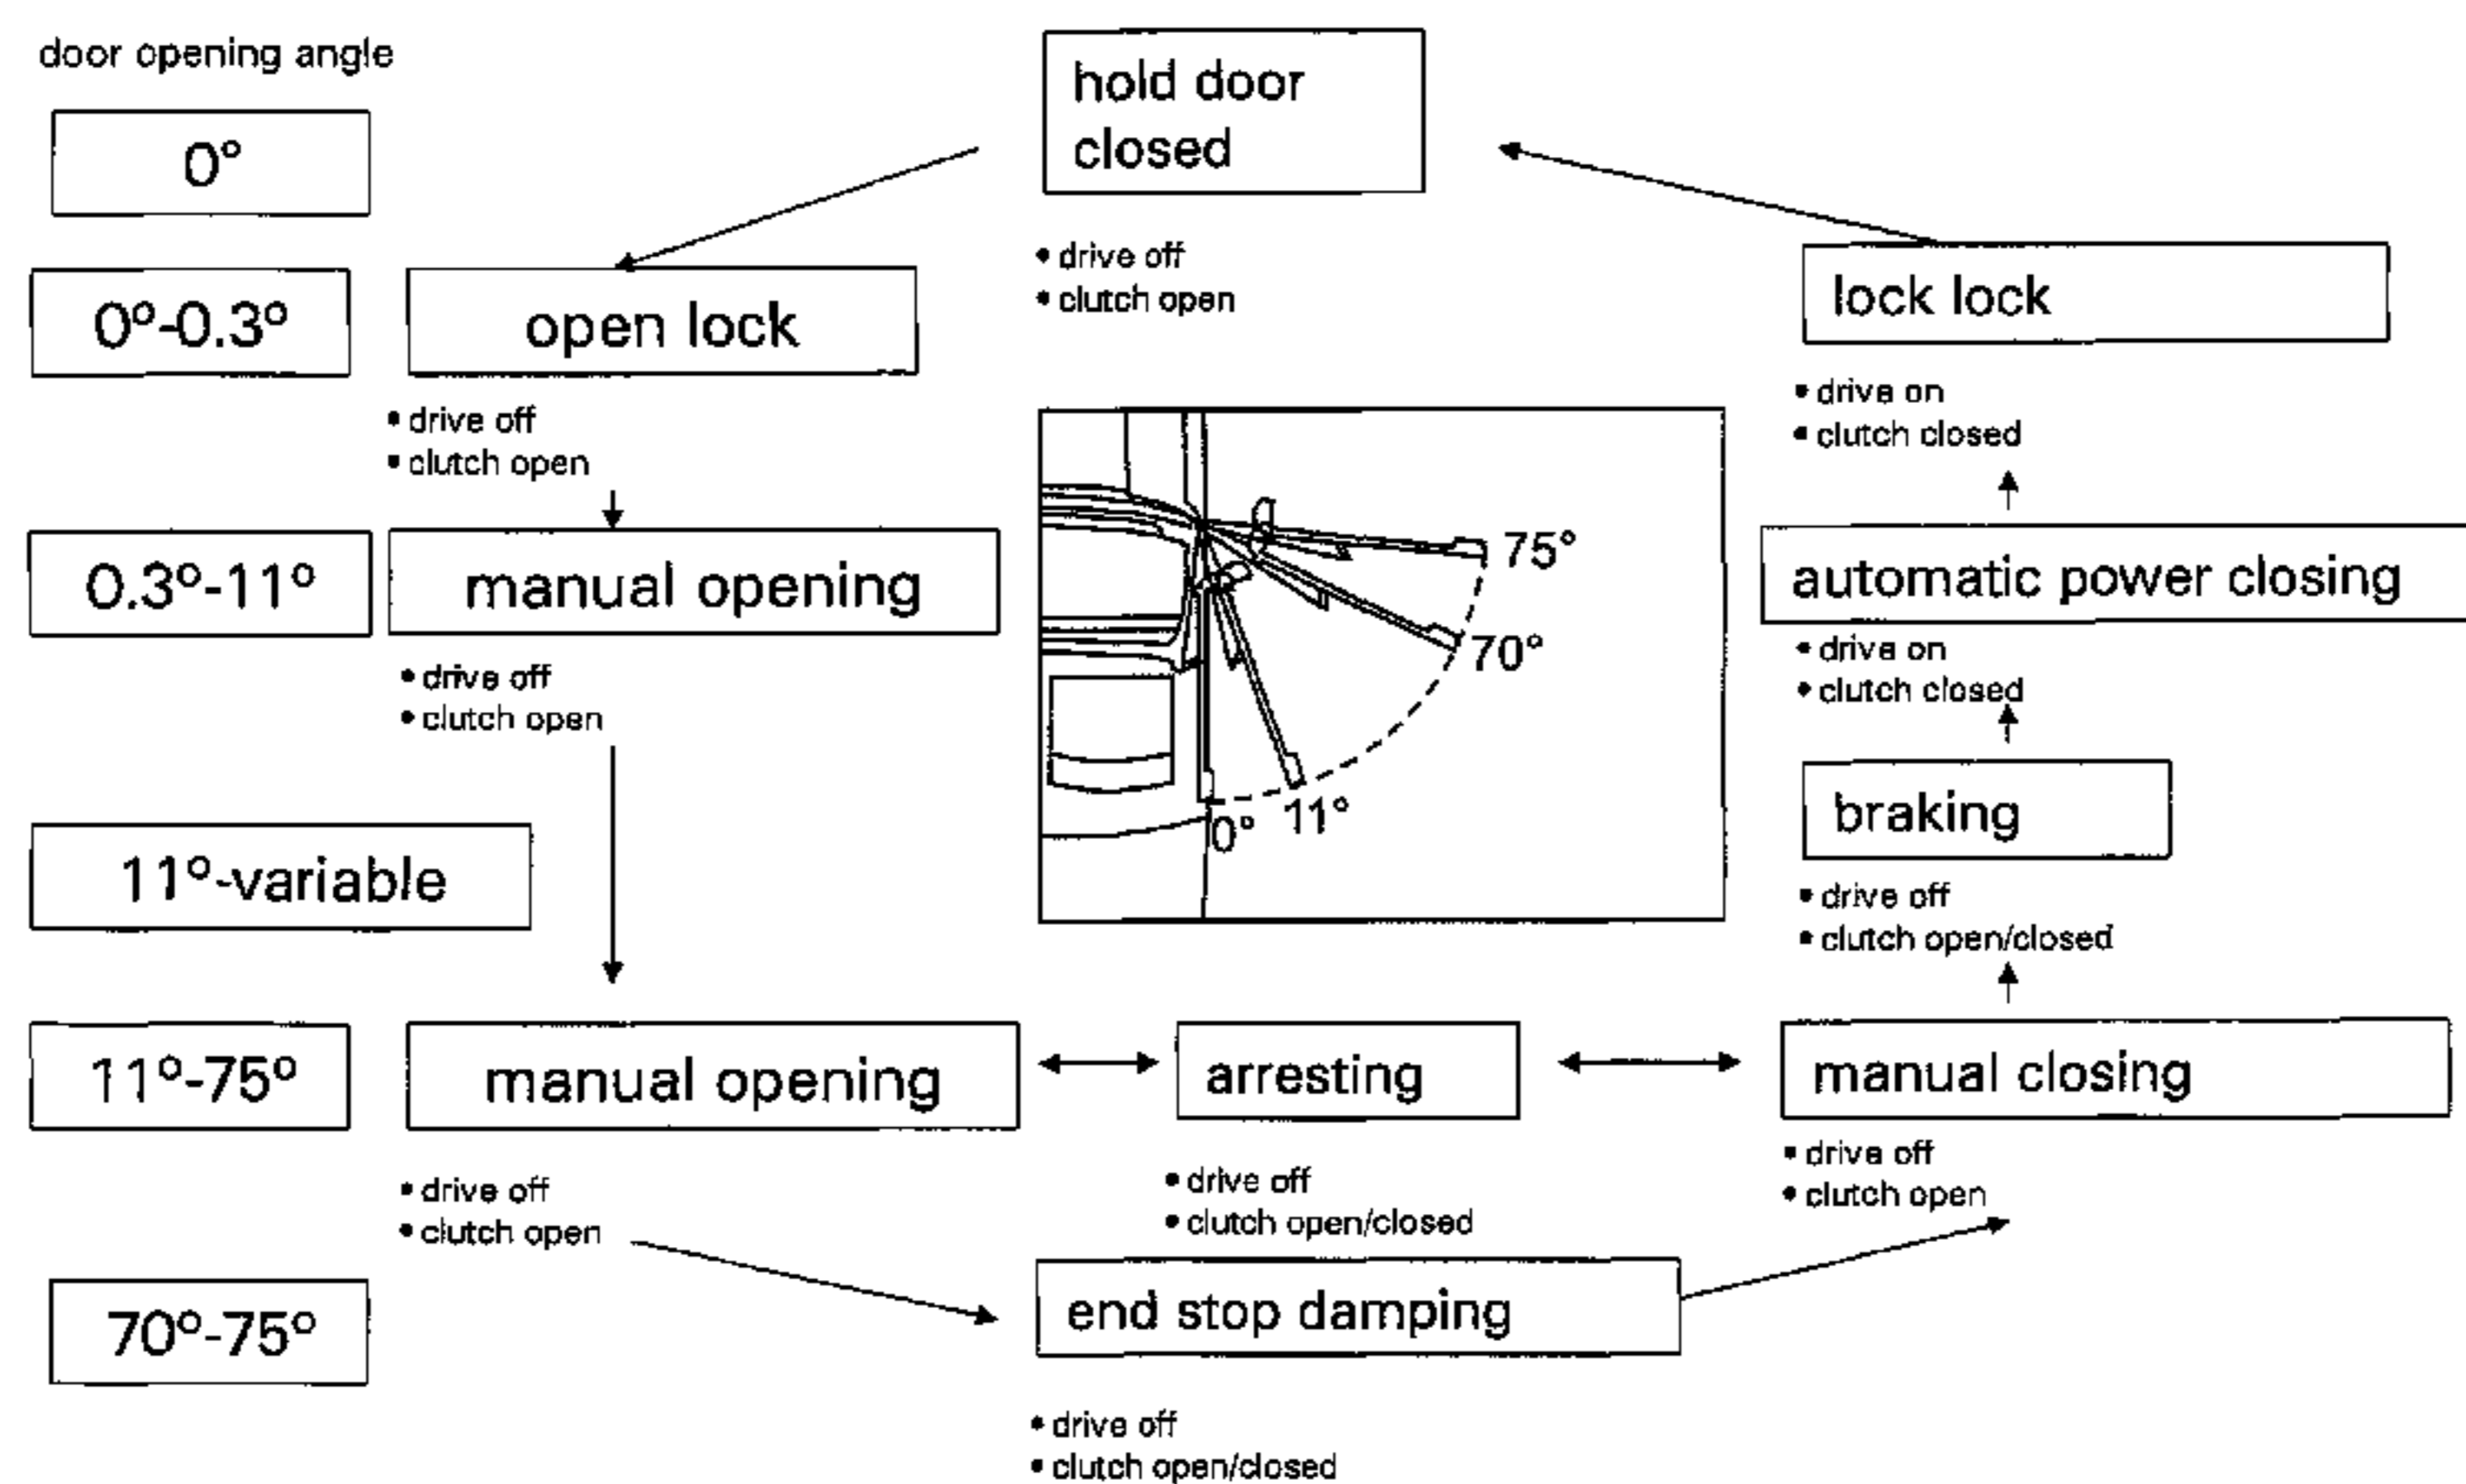 door opening angle
0°
hold door
closed
• drive off
• clutch open
0°-0.3°
open lock
• drive off
• clutch open
lock lock
• drive on
• clutch closed
0.3°-11°
manual opening
• drive off
• clutch open
75°
70°
11°
0°
automatic power closing
• drive on
• clutch closed
11°-variable
braking
• drive off
• clutch open/closed
11°-75°
manual opening
• drive off
• clutch open
arresting
• drive off
• clutch open/closed
manual closing
• drive off
• clutch open
70°-75°
end stop damping
• drive off
• clutch open/closed